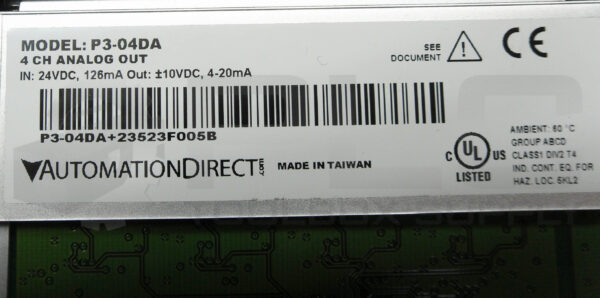 MODEL: P3-04DA
4 CH ANALOG OUT
IN: 24VDC, 126mA Out: ±10VDC, 4-20mA
SEE
DOCUMENT
CE
P3-04DA+23523F005B
AUTOMATIONDIRECT.com
MADE IN TAIWAN
C UL US
LISTED
AMBIENT: 60 °C
GROUP ABCD
CLASS1 DIV2 T4
IND. CONT. EQ. FOR
HAZ. LOC. 5KL2